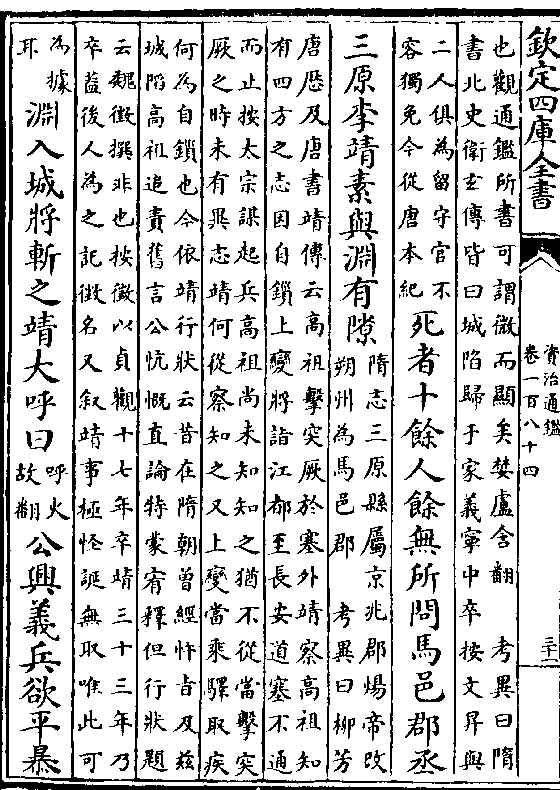 欽定四庫全書
資治通鑑
卷一百八十四
三十一
也觀通鑑所書可謂微而顯矣婁盧含翻 考異曰隋
書北史衛玄傳皆曰城陷歸于家義寧中卒按文昇與
二人俱為留守官不
容獨免今從唐本紀
死者十餘人餘無所問馬邑郡丞
三原李靖素與淵有隙
隋志三原縣屬京兆郡煬帝改
朔州為馬邑郡 考異曰柳芳
唐歷及唐書靖傳云高祖擊突厥於塞外靖察高祖知
有四方之志因自鎖上變將詣江都至長安道塞不通
而止按太宗謀起兵高祖尚未知知之猶不從當擊突
厥之時未有異志靖何從察知之又上變當乘驛取疾
何為自鎖也今依靖行狀云昔在隋朝曾經忤旨及茲
城陷高祖追責舊言公忼慨直論特蒙宥釋但行狀題
云魏徵撰非也按徵以貞觀十七年卒靖三十三年乃
卒葢後人為之記徵名又叙靖事極怪誕無取唯此可
為據
耳
淵入城將斬之靖大呼曰
呼火
故翻
公興義兵欲平暴